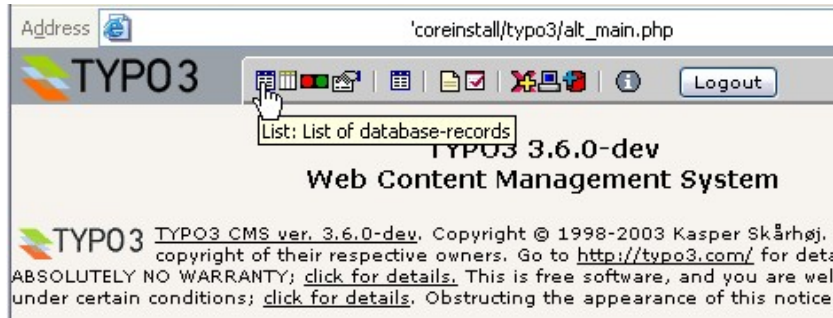 Address 'coreinstall/typo3/alt_main.php
TYPO3 Logout
List: List of database-records
TYPO3 3.6.0-dev
Web Content Management System
TYPO3 TYPO3 CMS ver. 3.6.0-dev. Copyright © 1998-2003 Kasper Skårhøj.
copyright of their respective owners. Go to http://typo3.com/ for deta
ABSOLUTELY NO WARRANTY; click for details. This is free software, and you are wel
under certain conditions; click for details. Obstructing the appearance of this notice